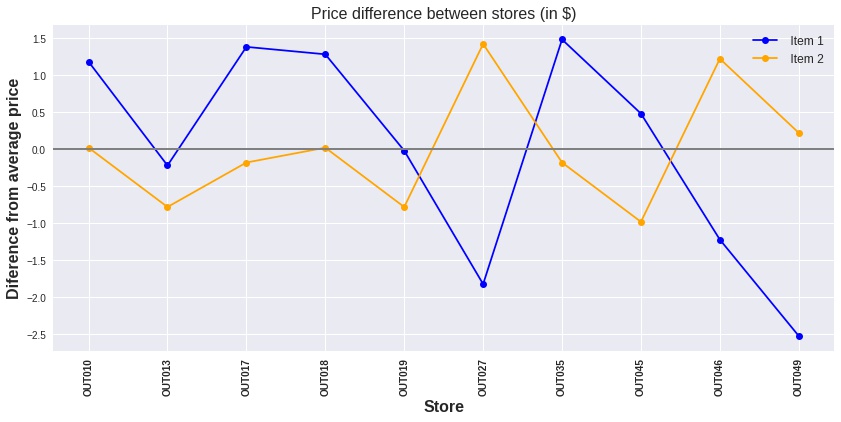 Price difference between stores (in $)
Item 1
Item 2
1.5
1.0
0.5
0.0
−0.5
−1.0
−1.5
−2.0
−2.5
Diference from average price
OUT010
OUT013
OUT017
OUT018
OUT019
OUT027
OUT035
OUT045
OUT046
OUT049
Store